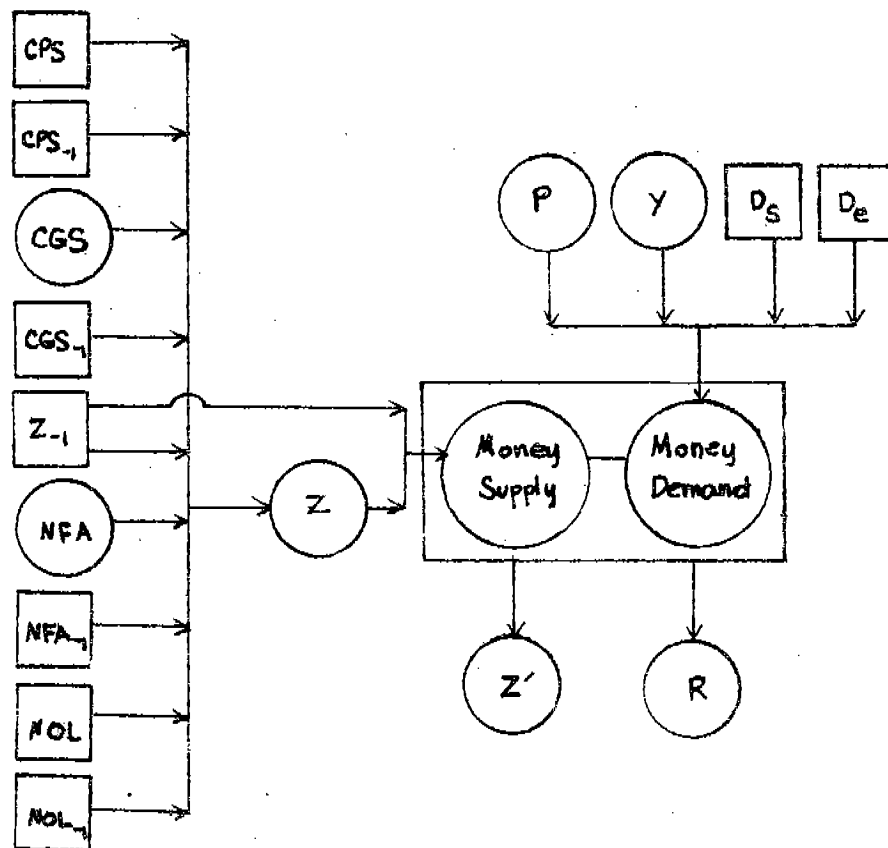 CPS
CPS₋₁
CGS
CGS₋₁
Z₋₁
NFA
NFA₋₁
NOL
NOL₋₁
Z
P
Y
Dₛ
Dₑ
Money
Supply
Money
Demand
Z′
R